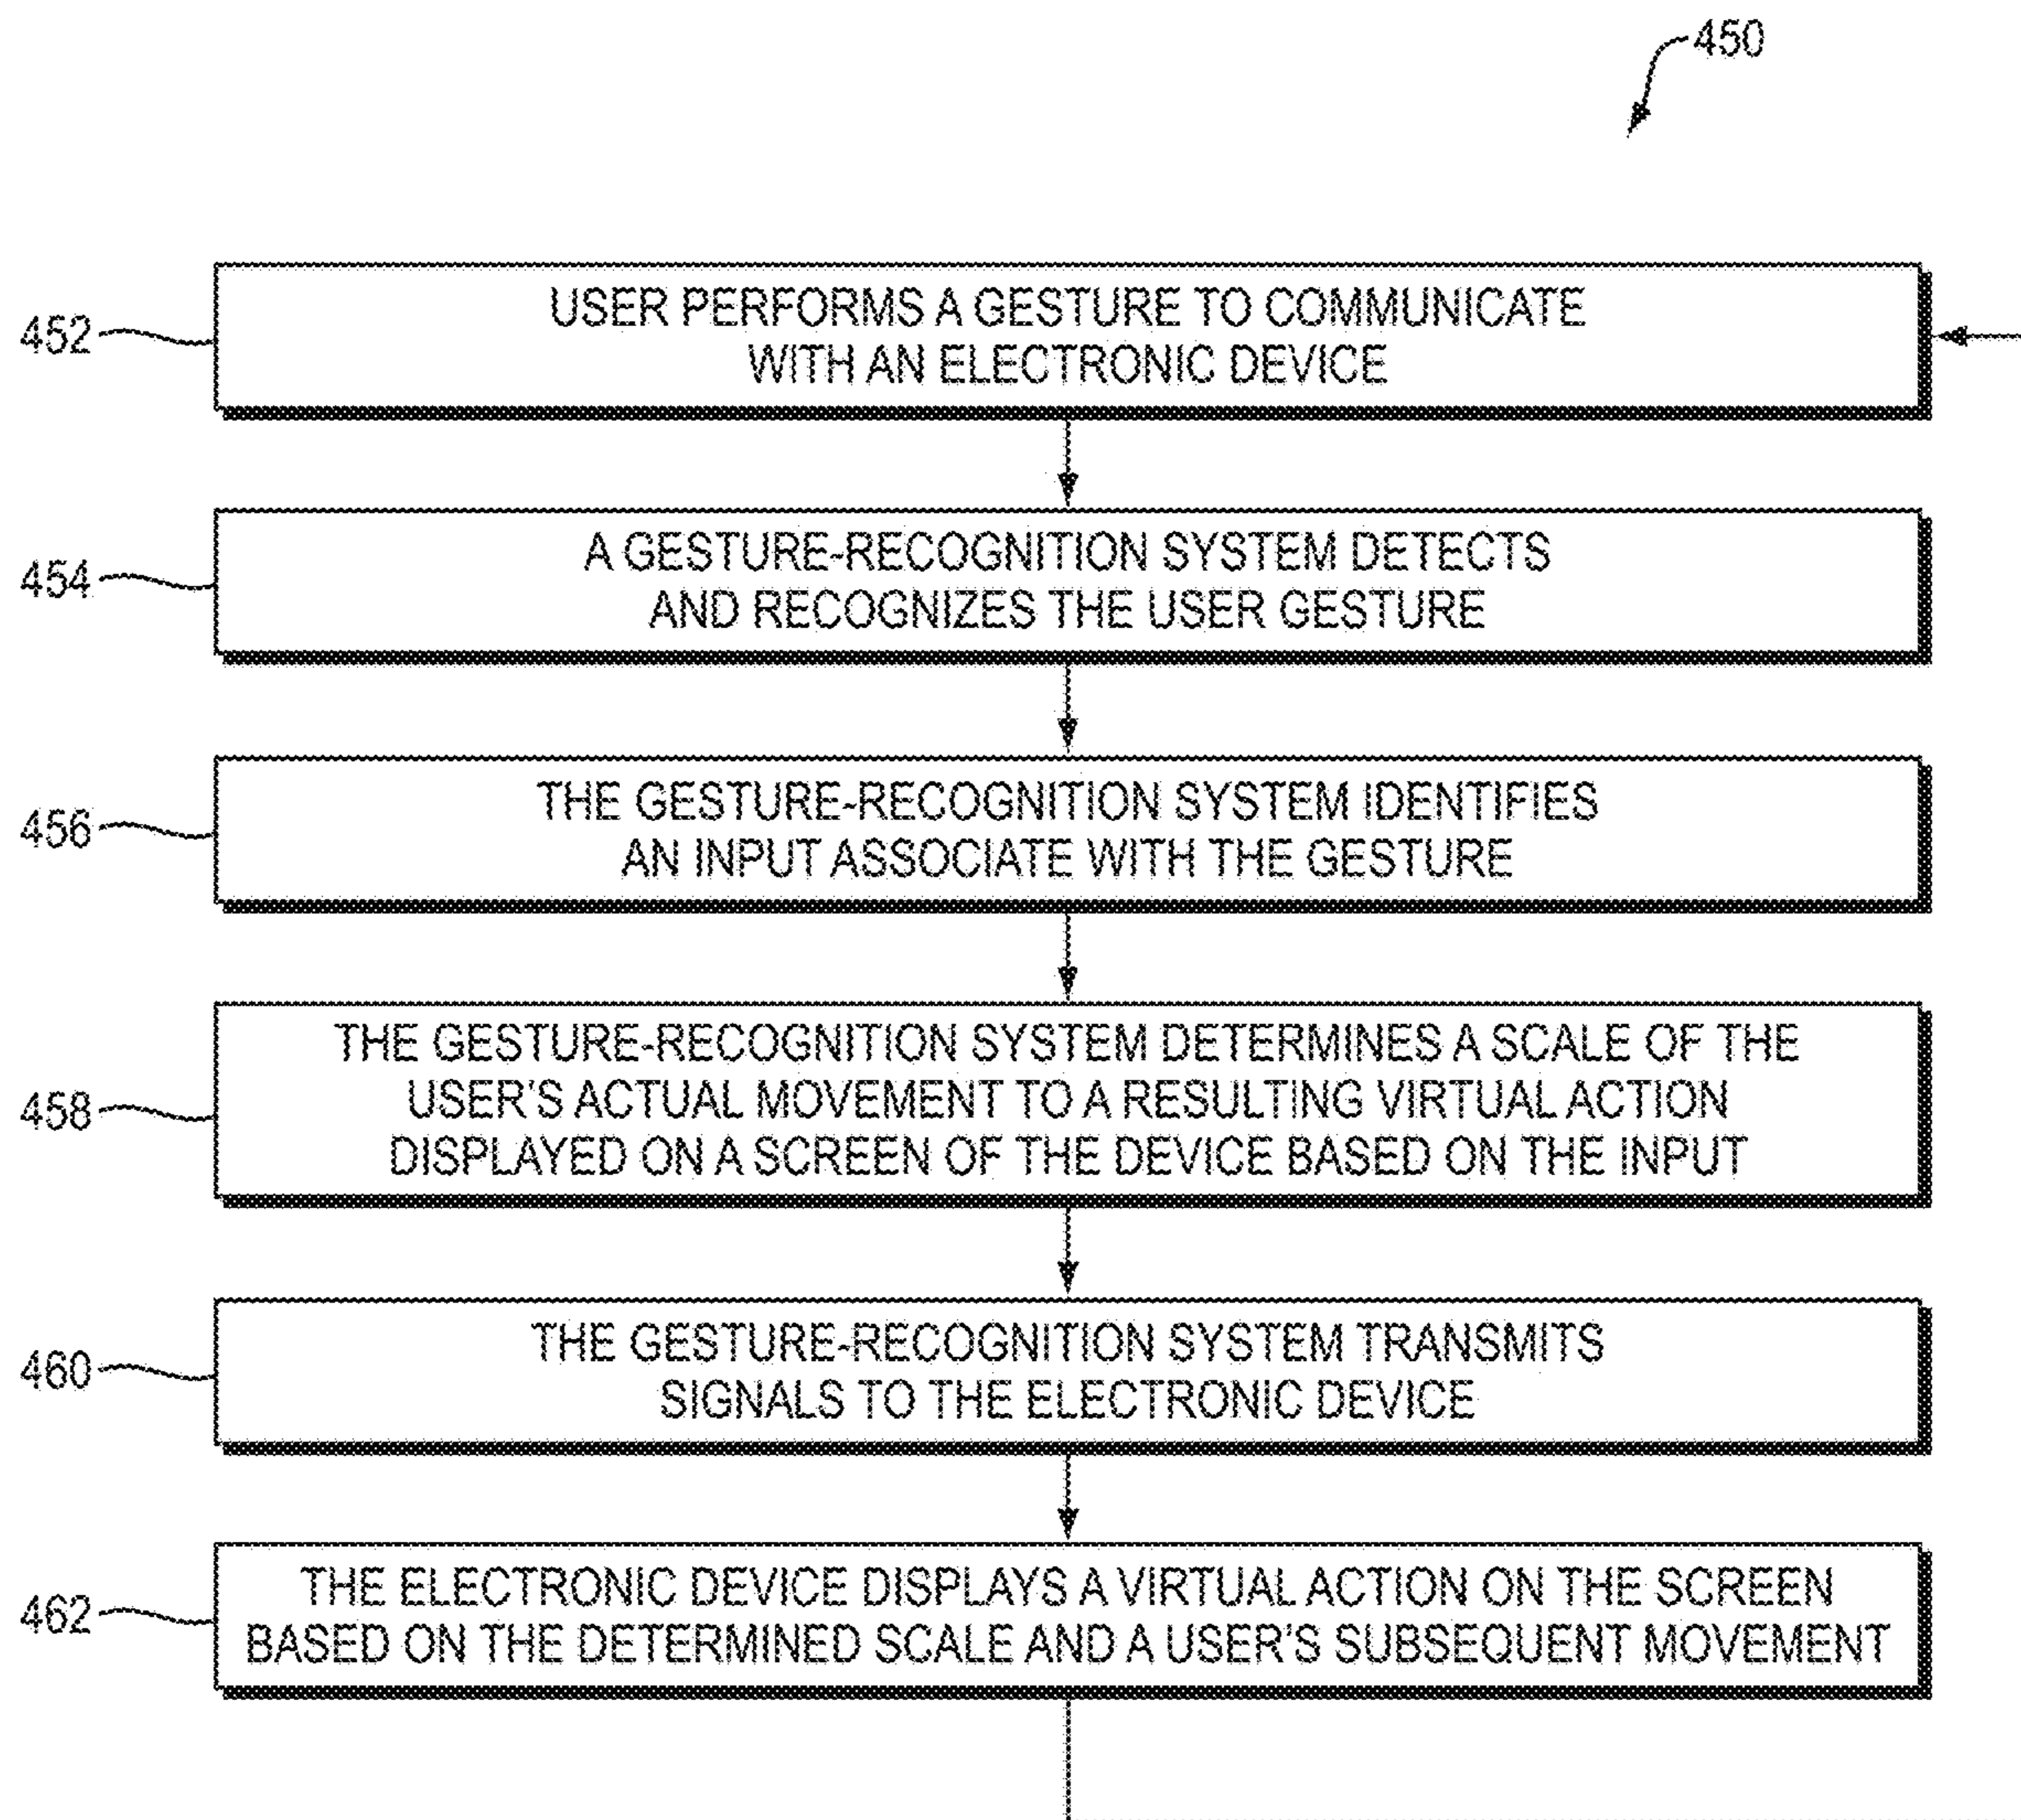 450
452
USER PERFORMS A GESTURE TO COMMUNICATE
WITH AN ELECTRONIC DEVICE
454
A GESTURE-RECOGNITION SYSTEM DETECTS
AND RECOGNIZES THE USER GESTURE
456
THE GESTURE-RECOGNITION SYSTEM IDENTIFIES
AN INPUT ASSOCIATE WITH THE GESTURE
458
THE GESTURE-RECOGNITION SYSTEM DETERMINES A SCALE OF THE
USER'S ACTUAL MOVEMENT TO A RESULTING VIRTUAL ACTION
DISPLAYED ON A SCREEN OF THE DEVICE BASED ON THE INPUT
460
THE GESTURE-RECOGNITION SYSTEM TRANSMITS
SIGNALS TO THE ELECTRONIC DEVICE
462
THE ELECTRONIC DEVICE DISPLAYS A VIRTUAL ACTION ON THE SCREEN
BASED ON THE DETERMINED SCALE AND A USER'S SUBSEQUENT MOVEMENT